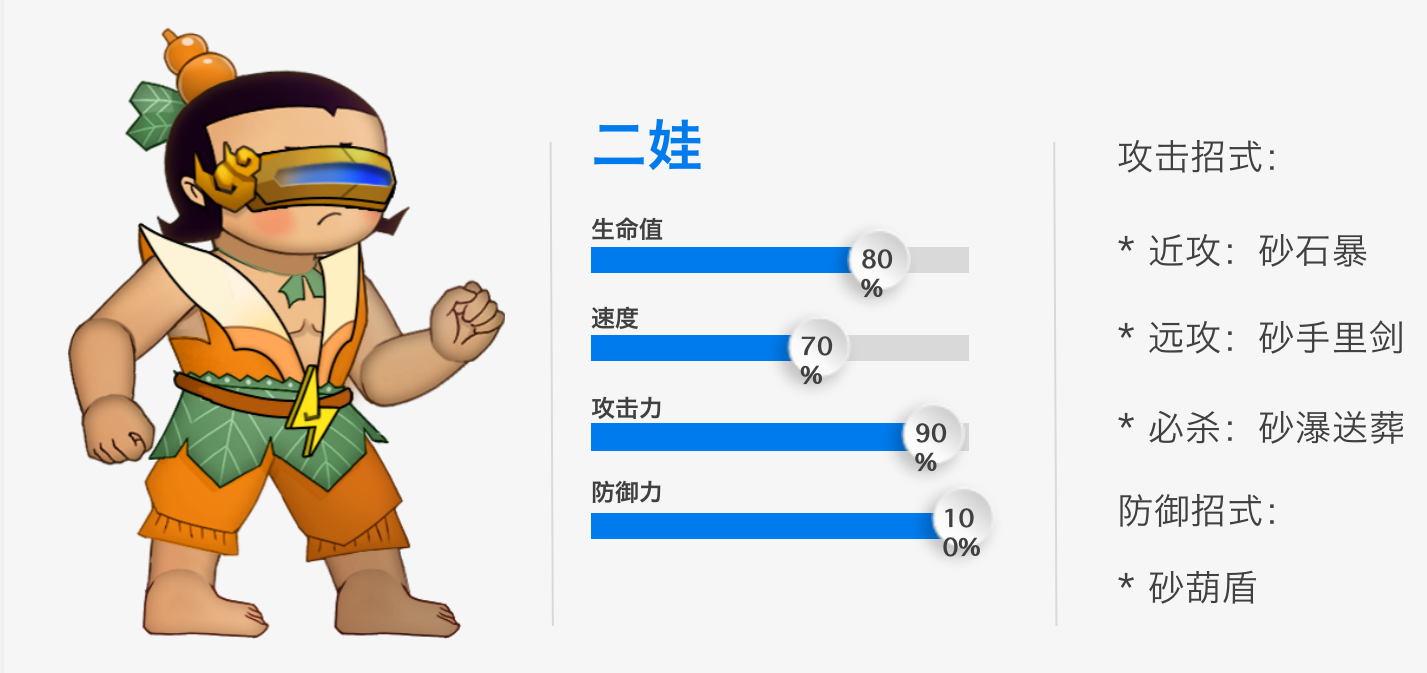 二娃
生命值
80
%
速度
70
%
攻击力
90
%
防御力
10
0%
攻击招式：
* 近攻：砂石暴
* 远攻：砂手里剑
* 必杀：砂瀑送葬
防御招式：
* 砂葫盾